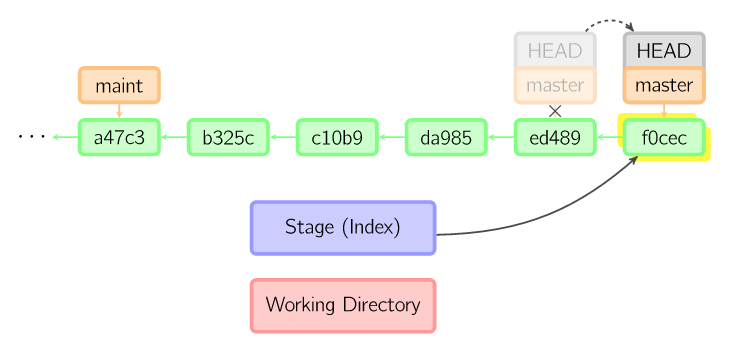 HEAD HEAD
maint master master
... a47c3 b325c c10b9 da985 ed489 f0cec
Stage (Index)
Working Directory